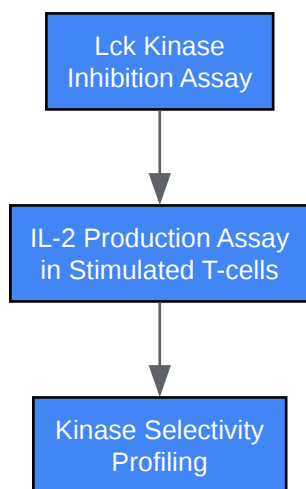 Lck Kinase
Inhibition Assay
IL-2 Production Assay
in Stimulated T-cells
Kinase Selectivity
Profiling